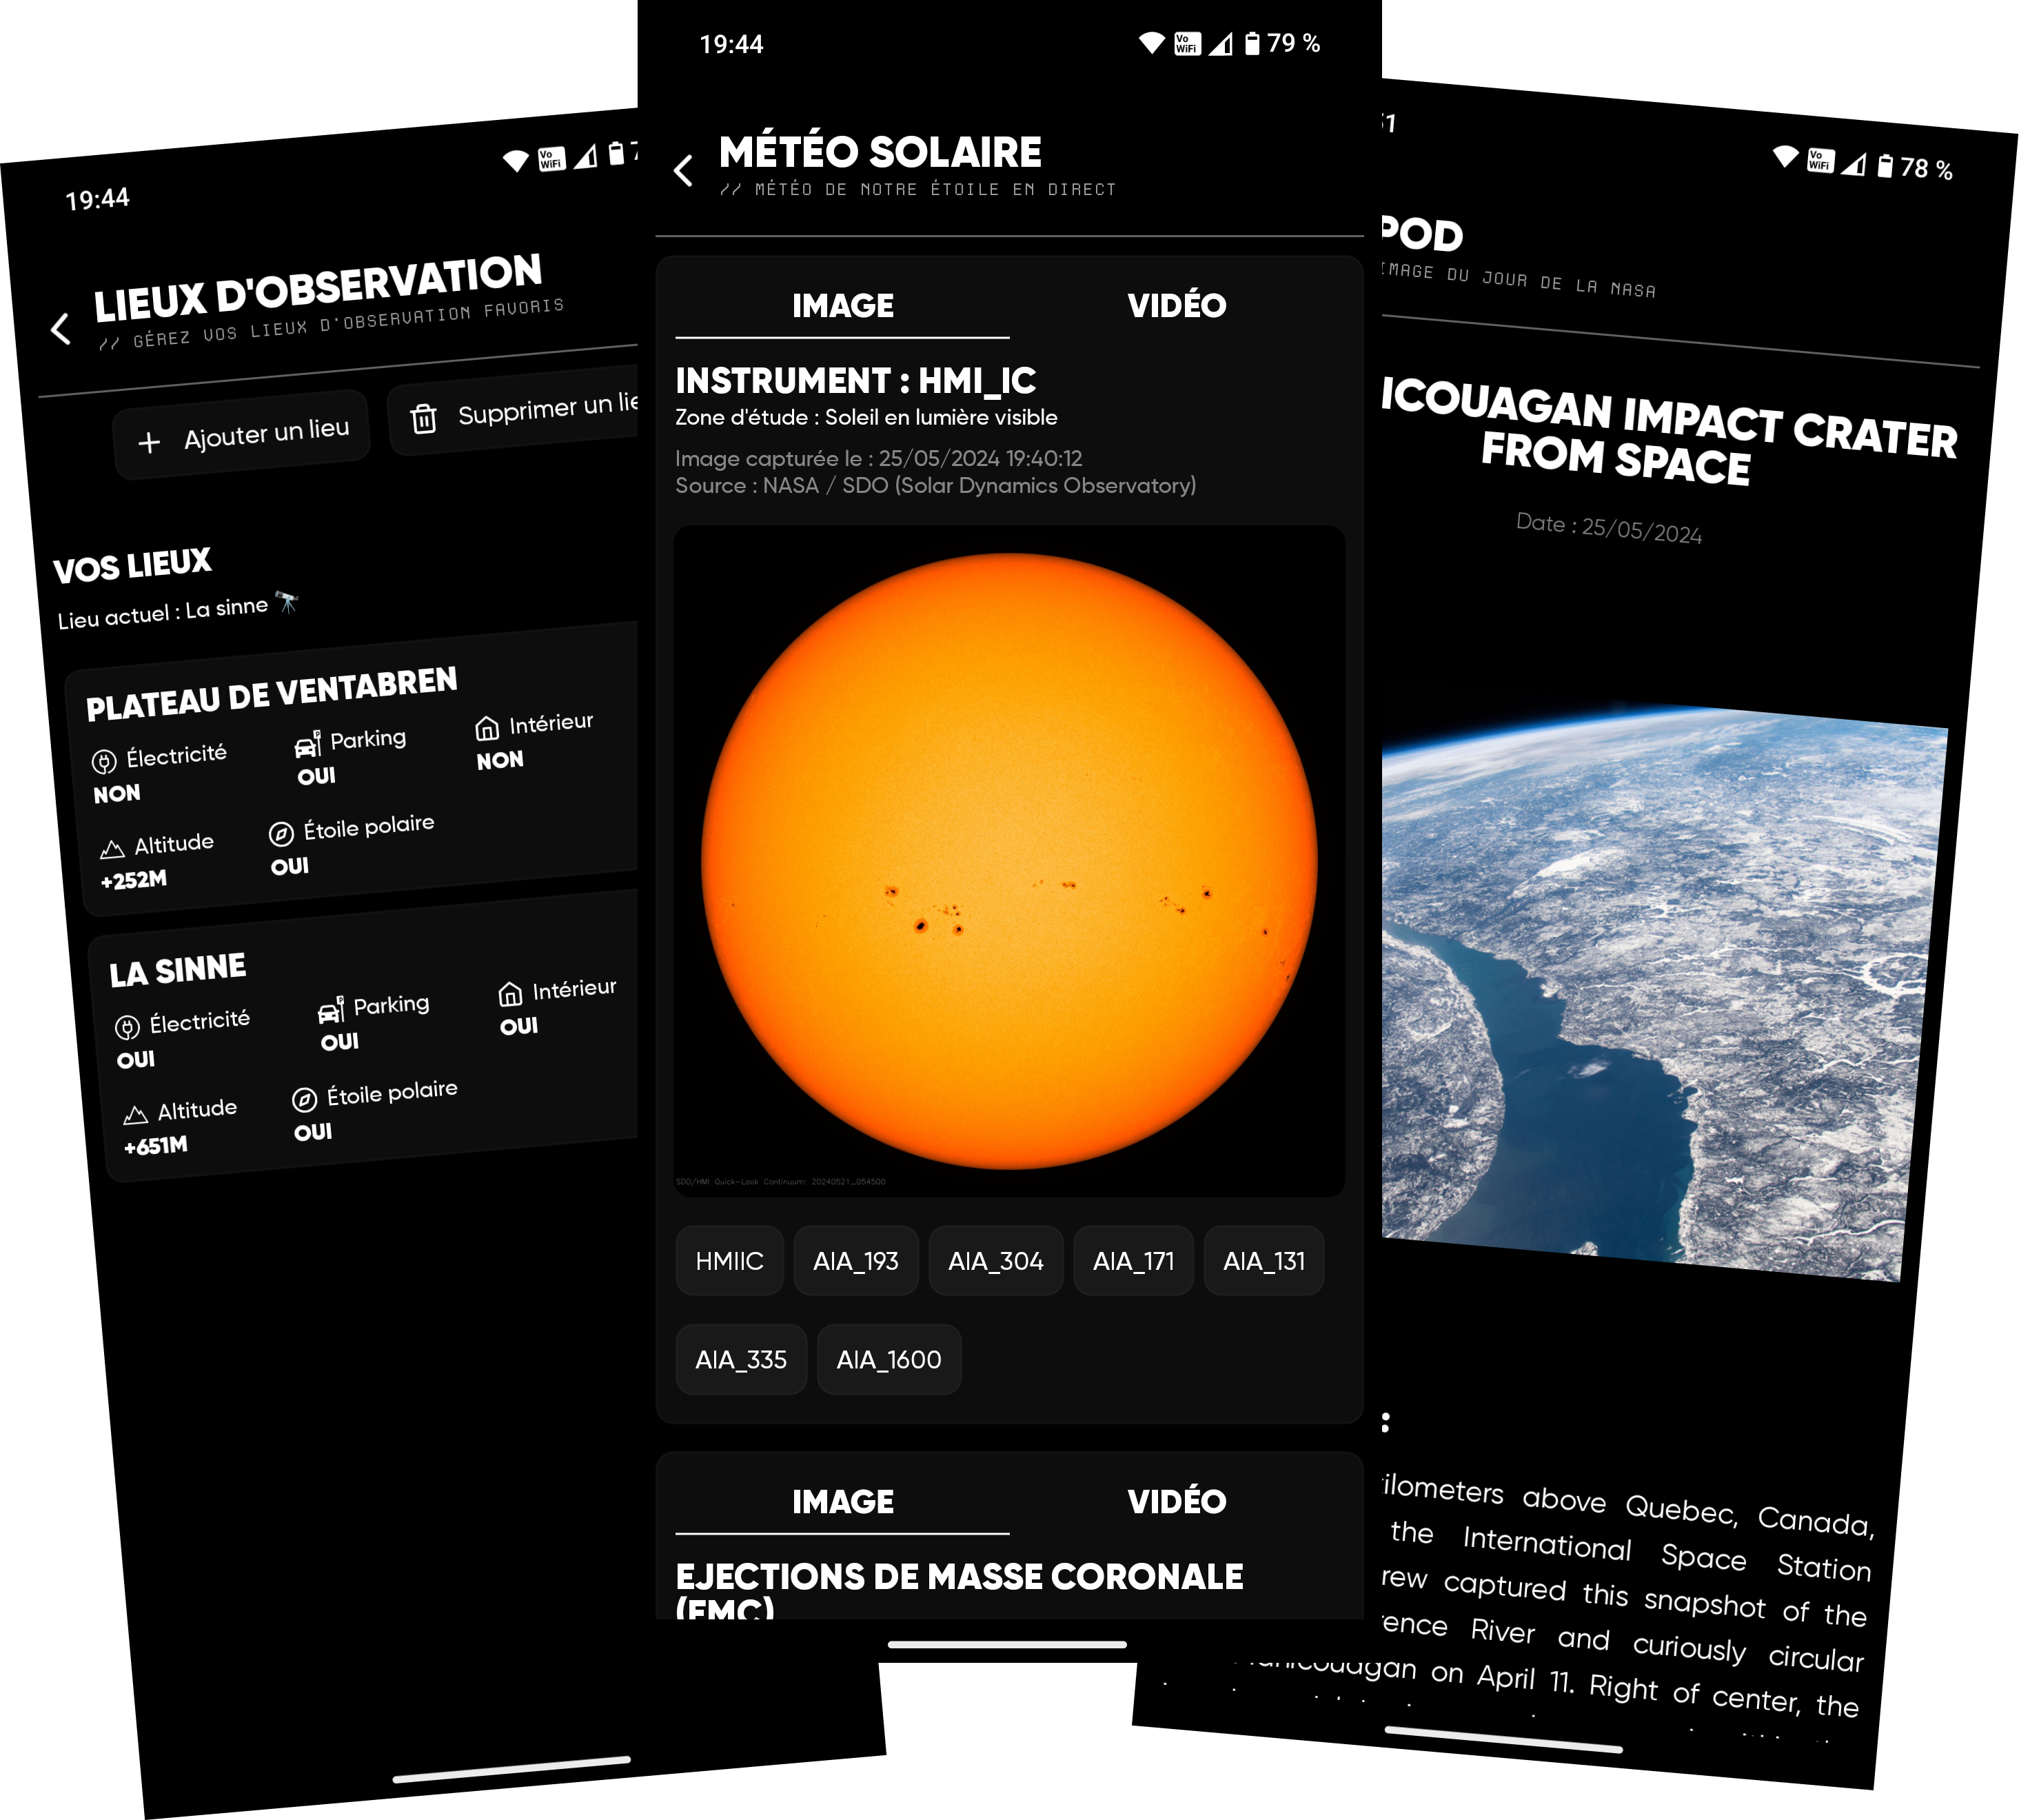 19:44
LIEUX D'OBSERVATION
// GÉREZ VOS LIEUX D'OBSERVATION FAVORIS
Ajouter un lieu
Supprimer un
VOS LIEUX
Lieu actuel : La sinne
PLATEAU DE VENTABREN
Électricité Parking Intérieur
NON OUI NON
Altitude Étoile polaire
+252M OUI
LA SINNE
Électricité Parking Intérieur
OUI OUI OUI
Altitude Étoile polaire
+651M OUI
19:44 Vo WiFi 79 %
MÉTÉO SOLAIRE
// MÉTÉO DE NOTRE ÉTOILE EN DIRECT
IMAGE VIDÉO
INSTRUMENT : HMI_IC
Zone d'étude : Soleil en lumière visible
Image capturée le : 25/05/2024 19:40:12
Source : NASA / SDO (Solar Dynamics Observatory)
SDO/HMI Quick-Look Continuum: 20240521_054500
HMIIC AIA_193 AIA_304 AIA_171 AIA_131
AIA_335 AIA_1600
IMAGE VIDÉO
EJECTIONS DE MASSE CORONALE
(EMC)
Vo WiFi 78 %
POD
IMAGE DU JOUR DE LA NASA
ICOUAGAN IMPACT CRATER
FROM SPACE
Date : 25/05/2024
above Quebec, Canada,
the International Space Station
captured this snapshot of the
River and curiously circular
on April 11. Right of center, the